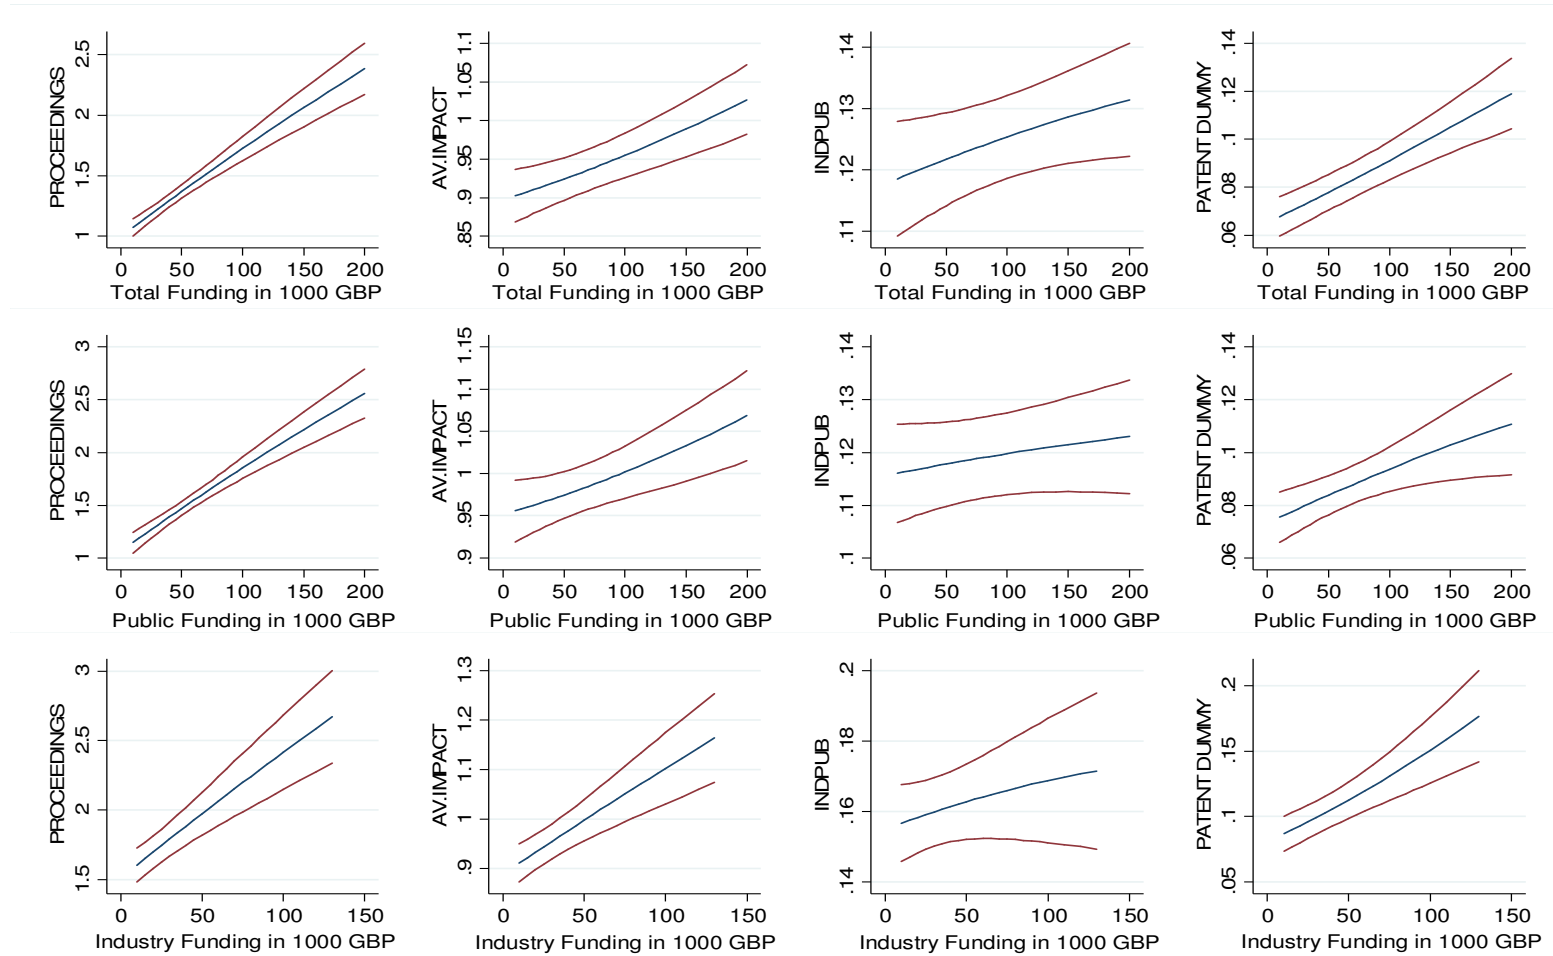 PROCEEDINGS
1 1.5 2 2.5
0 50 100 150 200
Total Funding in 1000 GBP
AV.IMPACT
.85 .9 .95 1 1.05 1.1
0 50 100 150 200
Total Funding in 1000 GBP
INDPUB
.11 .12 .13 .14
0 50 100 150 200
Total Funding in 1000 GBP
PATENT DUMMY
.06 .08 .1 .12 .14
0 50 100 150 200
Total Funding in 1000 GBP
PROCEEDINGS
1 1.5 2 2.5 3
0 50 100 150 200
Public Funding in 1000 GBP
AV.IMPACT
.9 .95 1 1.05 1.1 1.15
0 50 100 150 200
Public Funding in 1000 GBP
INDPUB
.1 .11 .12 .13 .14
0 50 100 150 200
Public Funding in 1000 GBP
PATENT DUMMY
.06 .08 .1 .12 .14
0 50 100 150 200
Public Funding in 1000 GBP
PROCEEDINGS
1.5 2 2.5 3
0 50 100 150
Industry Funding in 1000 GBP
AV.IMPACT
.9 1 1.1 1.2 1.3
0 50 100 150
Industry Funding in 1000 GBP
INDPUB
.14 .16 .18 .2
0 50 100 150
Industry Funding in 1000 GBP
PATENT DUMMY
.05 .1 .15 .2
0 50 100 150
Industry Funding in 1000 GBP